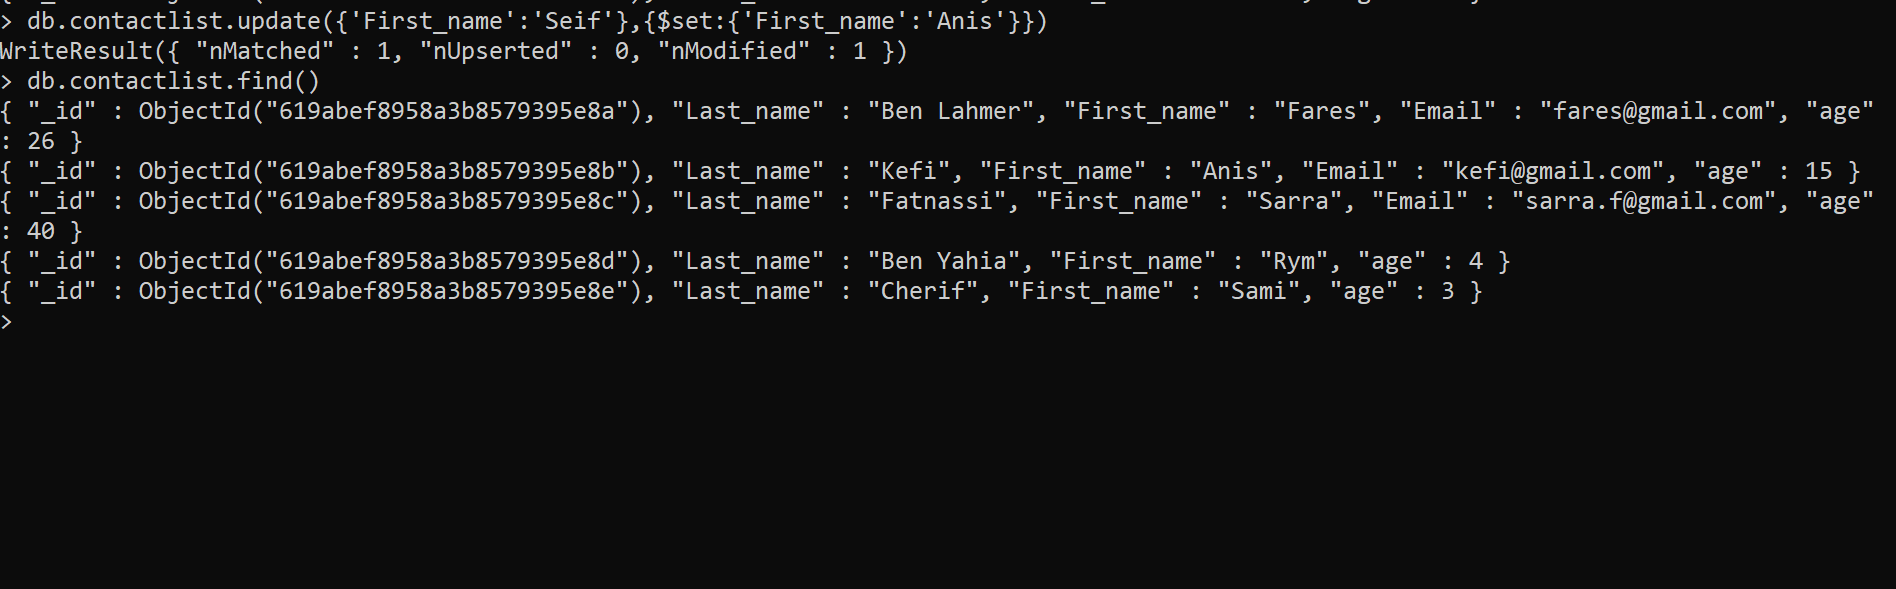 > db.contactlist.update({'First_name':'Seif'},{$set:{'First_name':'Anis'}})
WriteResult({ "nMatched" : 1, "nUpserted" : 0, "nModified" : 1 })
> db.contactlist.find()
{ "_id" : ObjectId("619abef8958a3b8579395e8a"), "Last_name" : "Ben Lahmer", "First_name" : "Fares", "Email" : "fares@gmail.com", "age"
: 26 }
{ "_id" : ObjectId("619abef8958a3b8579395e8b"), "Last_name" : "Kefi", "First_name" : "Anis", "Email" : "kefi@gmail.com", "age" : 15 }
{ "_id" : ObjectId("619abef8958a3b8579395e8c"), "Last_name" : "Fatnassi", "First_name" : "Sarra", "Email" : "sarra.f@gmail.com", "age"
: 40 }
{ "_id" : ObjectId("619abef8958a3b8579395e8d"), "Last_name" : "Ben Yahia", "First_name" : "Rym", "age" : 4 }
{ "_id" : ObjectId("619abef8958a3b8579395e8e"), "Last_name" : "Cherif", "First_name" : "Sami", "age" : 3 }
>